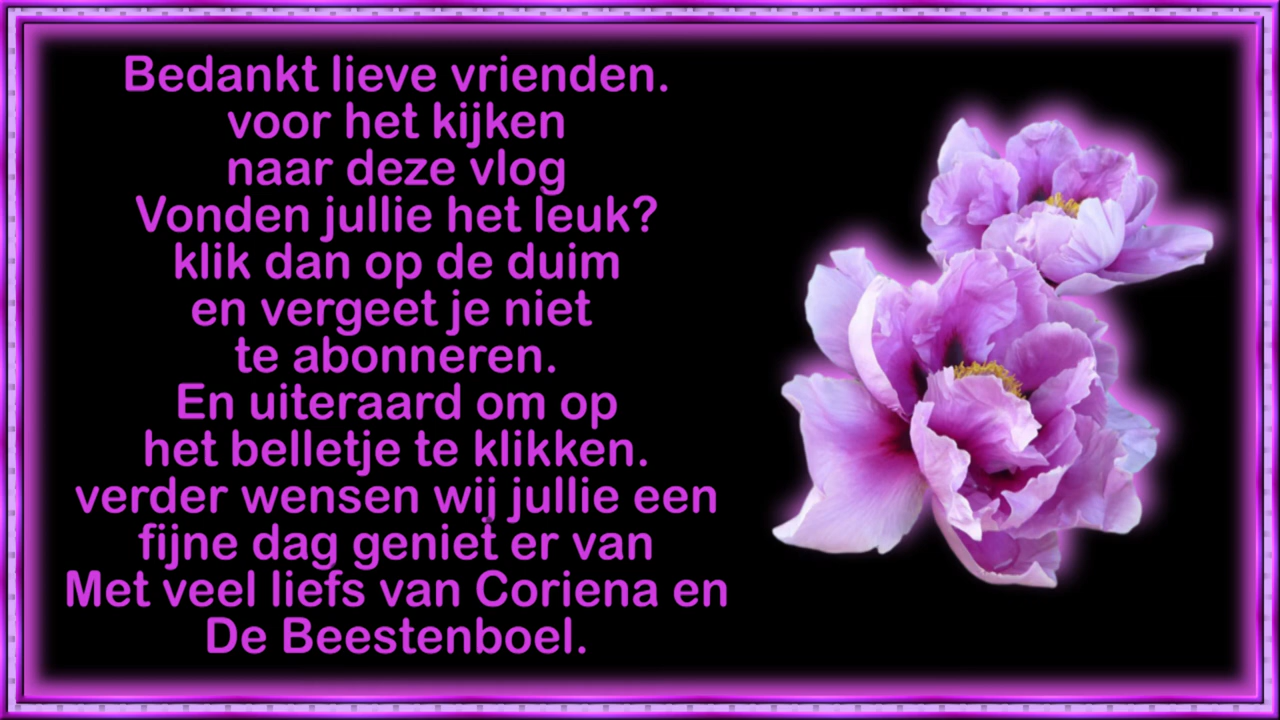 Bedankt lieve vrienden.
voor het kijken
naar deze vlog
Vonden jullie het leuk?
klik dan op de duim
en vergeet je niet
te abonneren.
En uiteraard om op
het belletje te klikken.
verder wensen wij jullie een
fijne dag geniet er van
Met veel liefs van Coriena en
De Beestenboel.